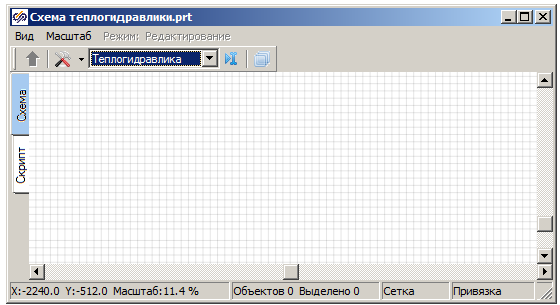 Схема теплогидравлики.prt
Вид Масштаб Режим: Редактирование
Теплогидравлика
Схема
Скрипт
X:-2240.0 Y:-512.0 Масштаб:11.4 % Объектов 0 Выделено 0 Сетка Привязка